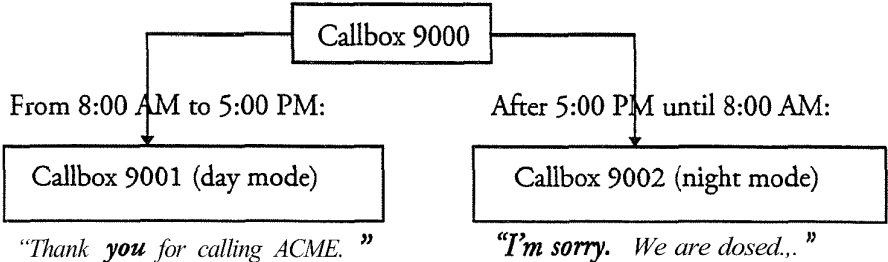 Callbox 9000
From 8:00 AM to 5:00 PM:
After 5:00 PM until 8:00 AM:
Callbox 9001 (day mode)
Callbox 9002 (night mode)
“Thank you for calling ACME. ”
“I’m sorry. We are dosed.,. ”